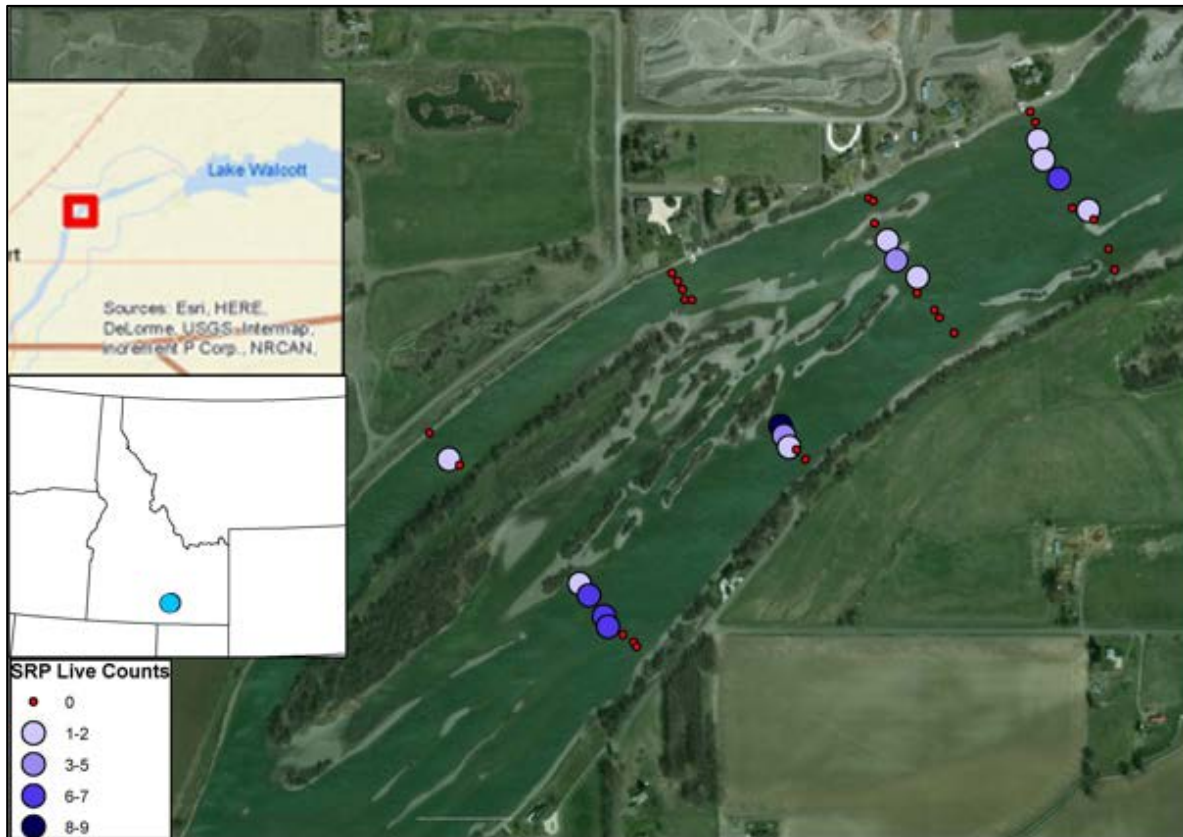 Lake Walcott
rt
Sources: Esri, HERE,
DeLorme, USGS, Intermap,
increment P Corp., NRCAN,
SRP Live Counts
0
1-2
3-5
6-7
8-9